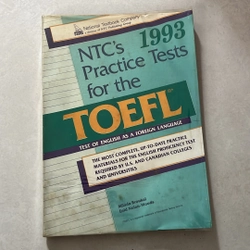 National Textbook Company
NTC's 1993
Practice Tests
for the
TOEFL
TEST OF ENGLISH AS A FOREIGN LANGUAGE
THE MOST COMPLETE, UP-TO-DATE PRACTICE
MATERIALS FOR THE ENGLISH PROFICIENCY TEST
REQUIRED BY U.S. AND CANADIAN COLLEGES
AND UNIVERSITIES